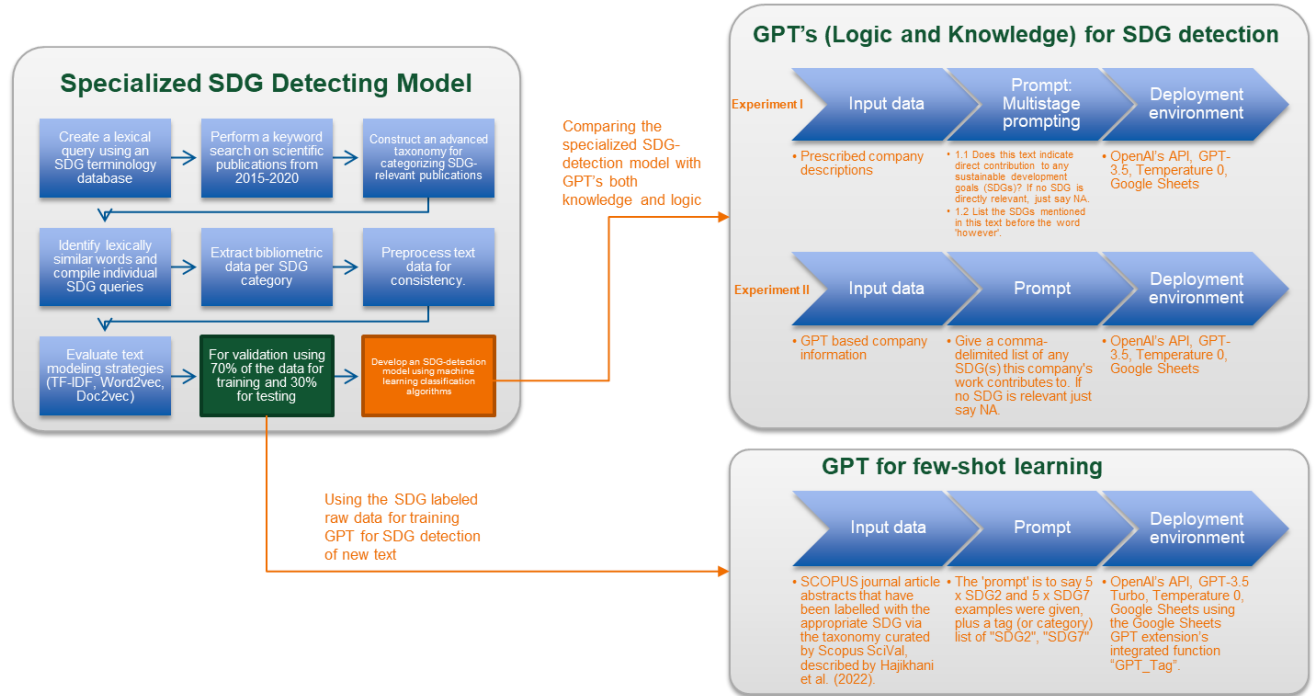 Specialized SDG Detecting Model
Create a lexical
query using an
SDG terminology
database
Perform a keyword
search on scientific
publications from
2015-2020
Construct an advanced
taxonomy for
categorizing SDG-
relevant publications
Identify lexically
similar words and
compile individual
SDG queries
Extract bibliometric
data per SDG
category
Preprocess text
data for
consistency.
Evaluate text
modeling strategies
(TF-IDF, Word2vec,
Doc2vec)
For validation using
70% of the data for
training and 30%
for testing
Develop an SDG-detection
model using machine
learning classification
algorithms
Comparing the
specialized SDG-
detection model with
GPT's both
knowledge and logic
Using the SDG labeled
raw data for training
GPT for SDG detection
of new text
GPT's (Logic and Knowledge) for SDG detection
Experiment I
Input data
Prompt:
Multistage
prompting
Deployment
environment
• Prescribed company
descriptions
• 1.1 Does this text indicate
direct contribution to any
sustainable development
goals (SDGs)? If no SDG is
directly relevant, just say NA.
• 1.2 List the SDGs mentioned
in this text before the word
'however'.
• OpenAI's API, GPT-
3.5, Temperature 0,
Google Sheets
Experiment II
Input data
Prompt
Deployment
environment
• GPT based company
information
• Give a comma-
delimited list of any
SDG(s) this company's
work contributes to. If
no SDG is relevant just
say NA.
• OpenAI's API, GPT-
3.5, Temperature 0,
Google Sheets
GPT for few-shot learning
Input data
Prompt
Deployment
environment
• SCOPUS journal article
abstracts that have
been labelled with the
appropriate SDG via
the taxonomy curated
by Scopus SciVal,
described by Hajikhani
et al. (2022).
• The 'prompt' is to say 5
x SDG2 and 5 x SDG7
examples were given,
plus a tag (or category)
list of "SDG2", "SDG7"
• OpenAI's API, GPT-3.5
Turbo, Temperature 0,
Google Sheets using
the Google Sheets
GPT extension's
integrated function
"GPT_Tag".